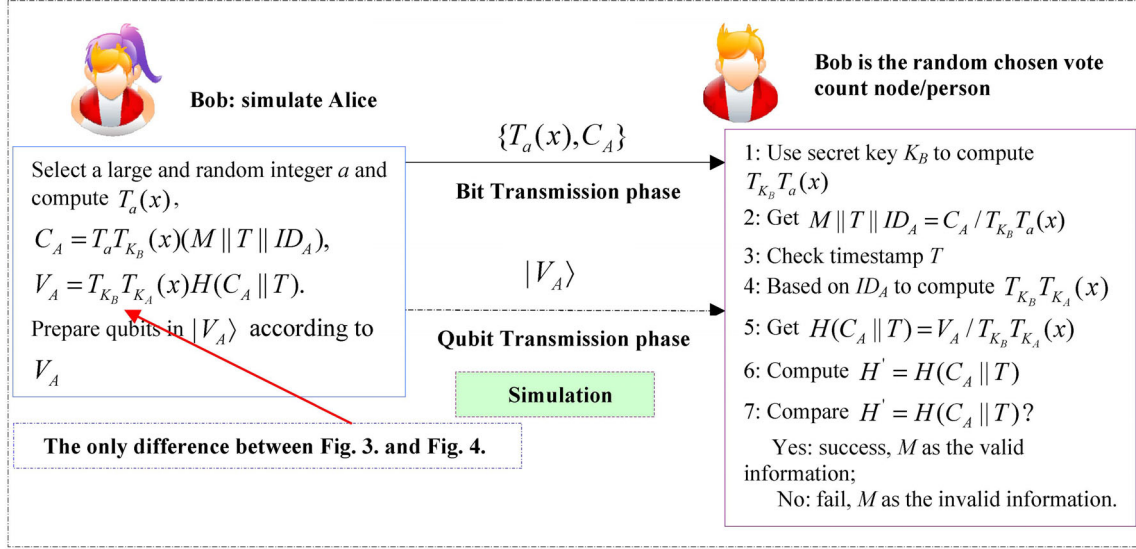 Bob: simulate Alice
Bob is the random chosen vote
count node/person
{T_a(x), C_A}
Bit Transmission phase
Select a large and random integer a and
compute T_a(x),
C_A = T_a T_{K_B}(x)(M || T || ID_A),
V_A = T_{K_B} T_{K_A}(x)H(C_A || T).
Prepare qubits in |V_A⟩ according to
V_A
|V_A⟩
Qubit Transmission phase
Simulation
The only difference between Fig. 3. and Fig. 4.
1: Use secret key K_B to compute
T_{K_B} T_a(x)
2: Get M || T || ID_A = C_A / T_{K_B} T_a(x)
3: Check timestamp T
4: Based on ID_A to compute T_{K_B} T_{K_A}(x)
5: Get H(C_A || T) = V_A / T_{K_B} T_{K_A}(x)
6: Compute H' = H(C_A || T)
7: Compare H' = H(C_A || T)?
Yes: success, M as the valid
information;
No: fail, M as the invalid information.